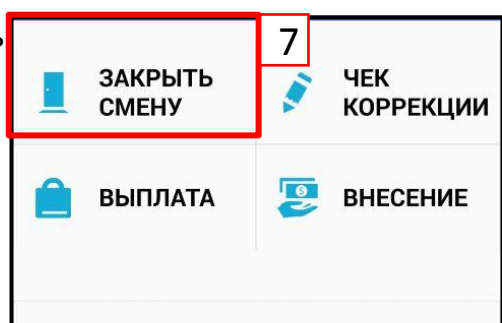 7
ЗАКРЫТЬ
СМЕНУ
ЧЕК
КОРРЕКЦИИ
ВЫПЛАТА
ВНЕСЕНИЕ